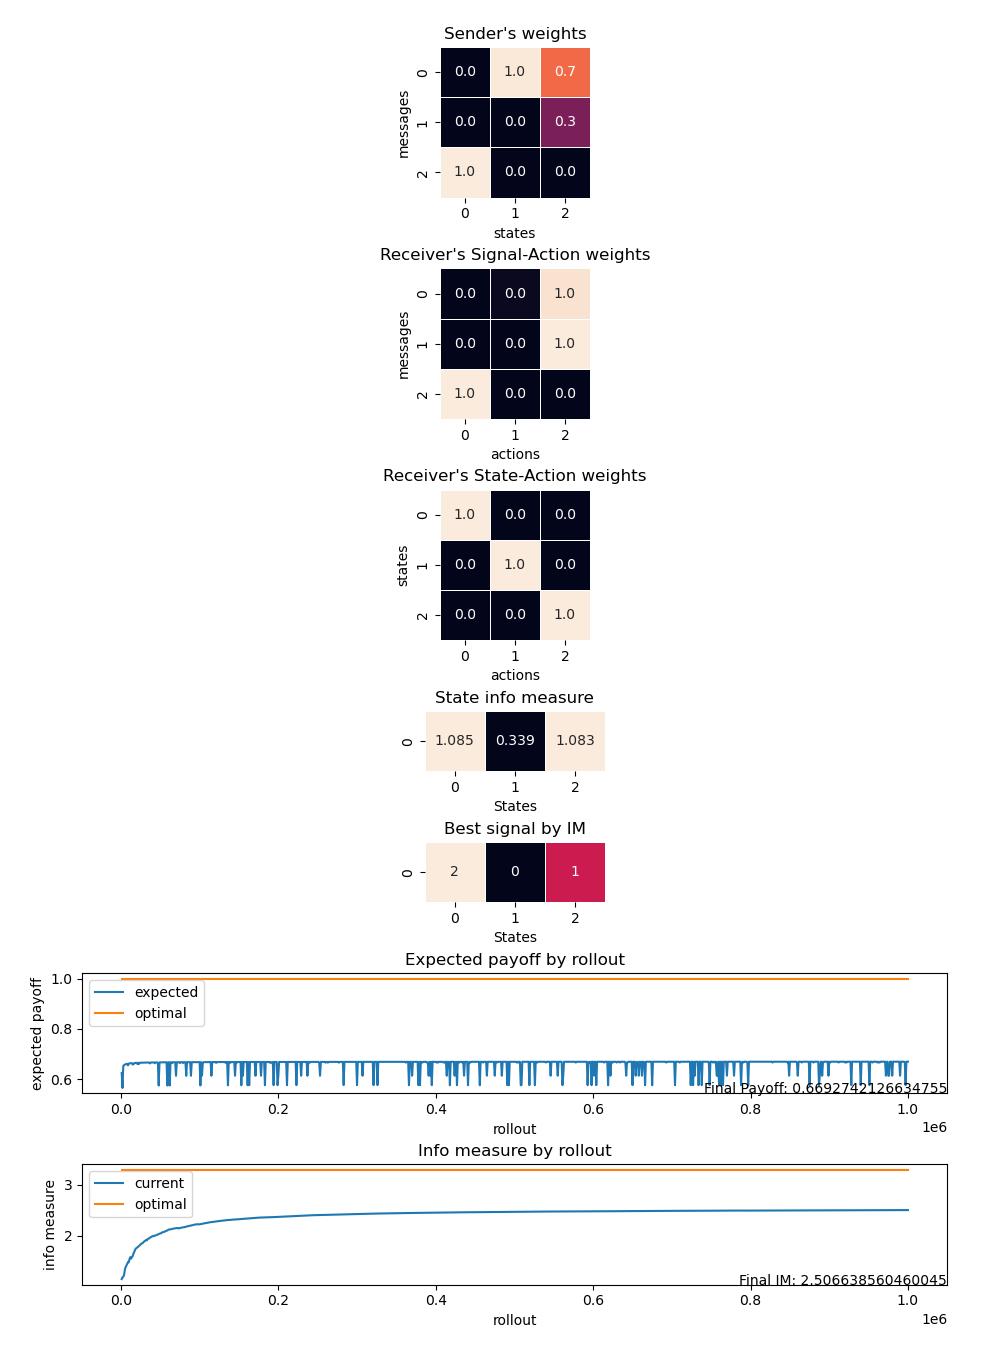 Sender's weights
messages
0 0.0 1.0 0.7
1 0.0 0.0 0.3
2 1.0 0.0 0.0
0 1 2
states
Receiver's Signal-Action weights
messages
0 0.0 0.0 1.0
1 0.0 0.0 1.0
2 1.0 0.0 0.0
0 1 2
actions
Receiver's State-Action weights
states
0 1.0 0.0 0.0
1 0.0 1.0 0.0
2 0.0 0.0 1.0
0 1 2
actions
State info measure
0 1.085 0.339 1.083
0 1 2
States
Best signal by IM
0 2 0 1
0 1 2
States
Expected payoff by rollout
expected payoff
1.0
0.8
0.6
expected
optimal
Final Payoff: 0.6692742126634755
0.0 0.2 0.4 0.6 0.8 1.0
1e6
rollout
Info measure by rollout
info measure
3
2
current
optimal
Final IM: 2.506638560460045
0.0 0.2 0.4 0.6 0.8 1.0
1e6
rollout